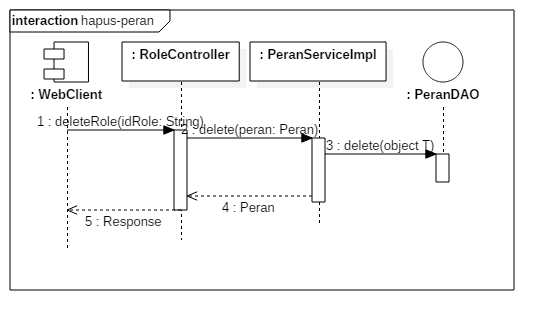 interaction hapus-peran
: RoleController
: PeranServiceImpl
: WebClient
: PeranDAO
1 : deleteRole(idRole: String)
2 : delete(peran: Peran)
3 : delete(object T)
4 : Peran
5 : Response